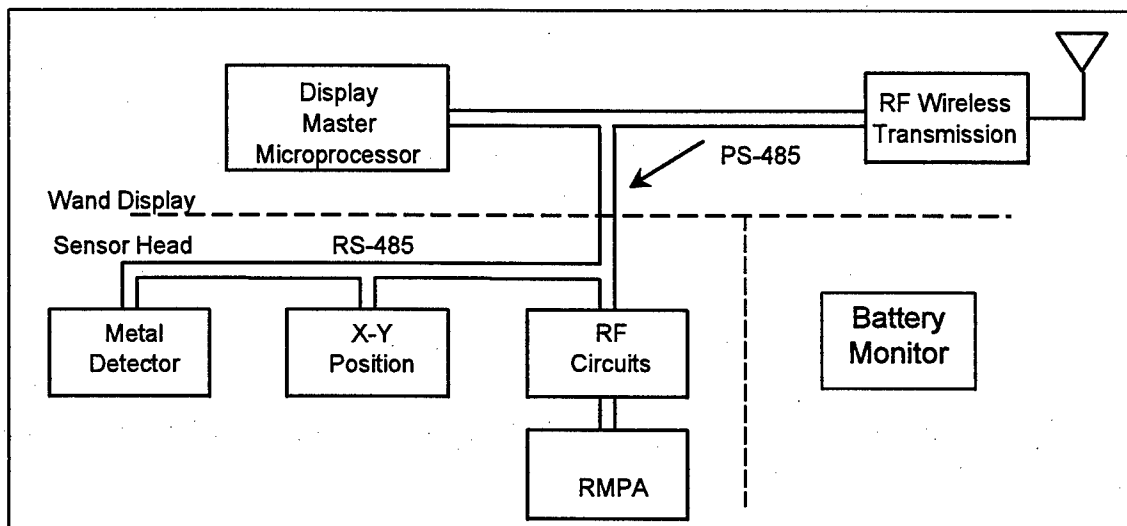 Display
Master
Microprocessor
RF Wireless
Transmission
PS-485
Wand Display
Sensor Head
RS-485
Metal
Detector
X-Y
Position
RF
Circuits
Battery
Monitor
RMPA